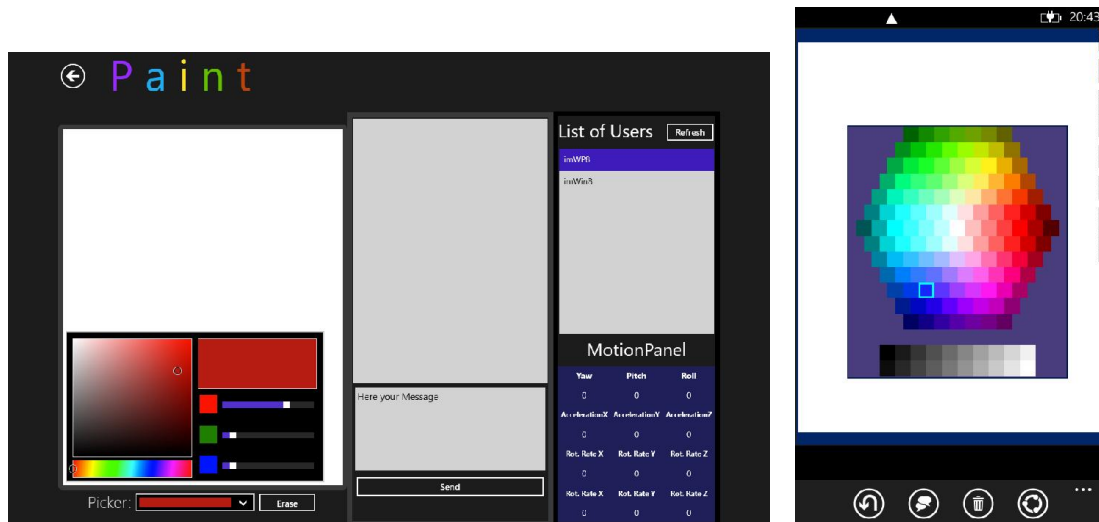 Paint
List of Users
Refresh
imWP8
imWin8
Here your Message
Send
Picker:
Erase
MotionPanel
Yaw Pitch Roll
0 0 0
AccelerationX AccelerationY AccelerationZ
0 0 0
Rot. Rate X Rot. Rate Y Rot. Rate Z
0 0 0
Rot. Rate X Rot. Rate Y Rot. Rate Z
0 0 0
20:43
...